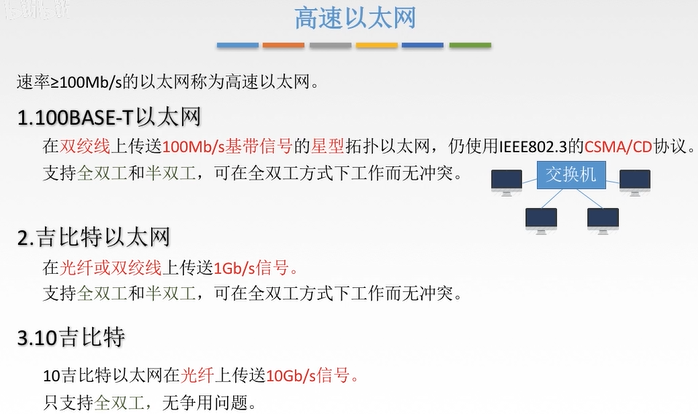 高速以太网
速率≥100Mb/s的以太网称为高速以太网。
1.100BASE-T以太网
在双绞线上传送100Mb/s基带信号的星型拓扑以太网，仍使用IEEE802.3的CSMA/CD协议。
支持全双工和半双工，可在全双工方式下工作而无冲突。
交换机
2.吉比特以太网
在光纤或双绞线上传送1Gb/s信号。
支持全双工和半双工，可在全双工方式下工作而无冲突。
3.10吉比特
10吉比特以太网在光纤上传送10Gb/s信号。
只支持全双工，无争用问题。